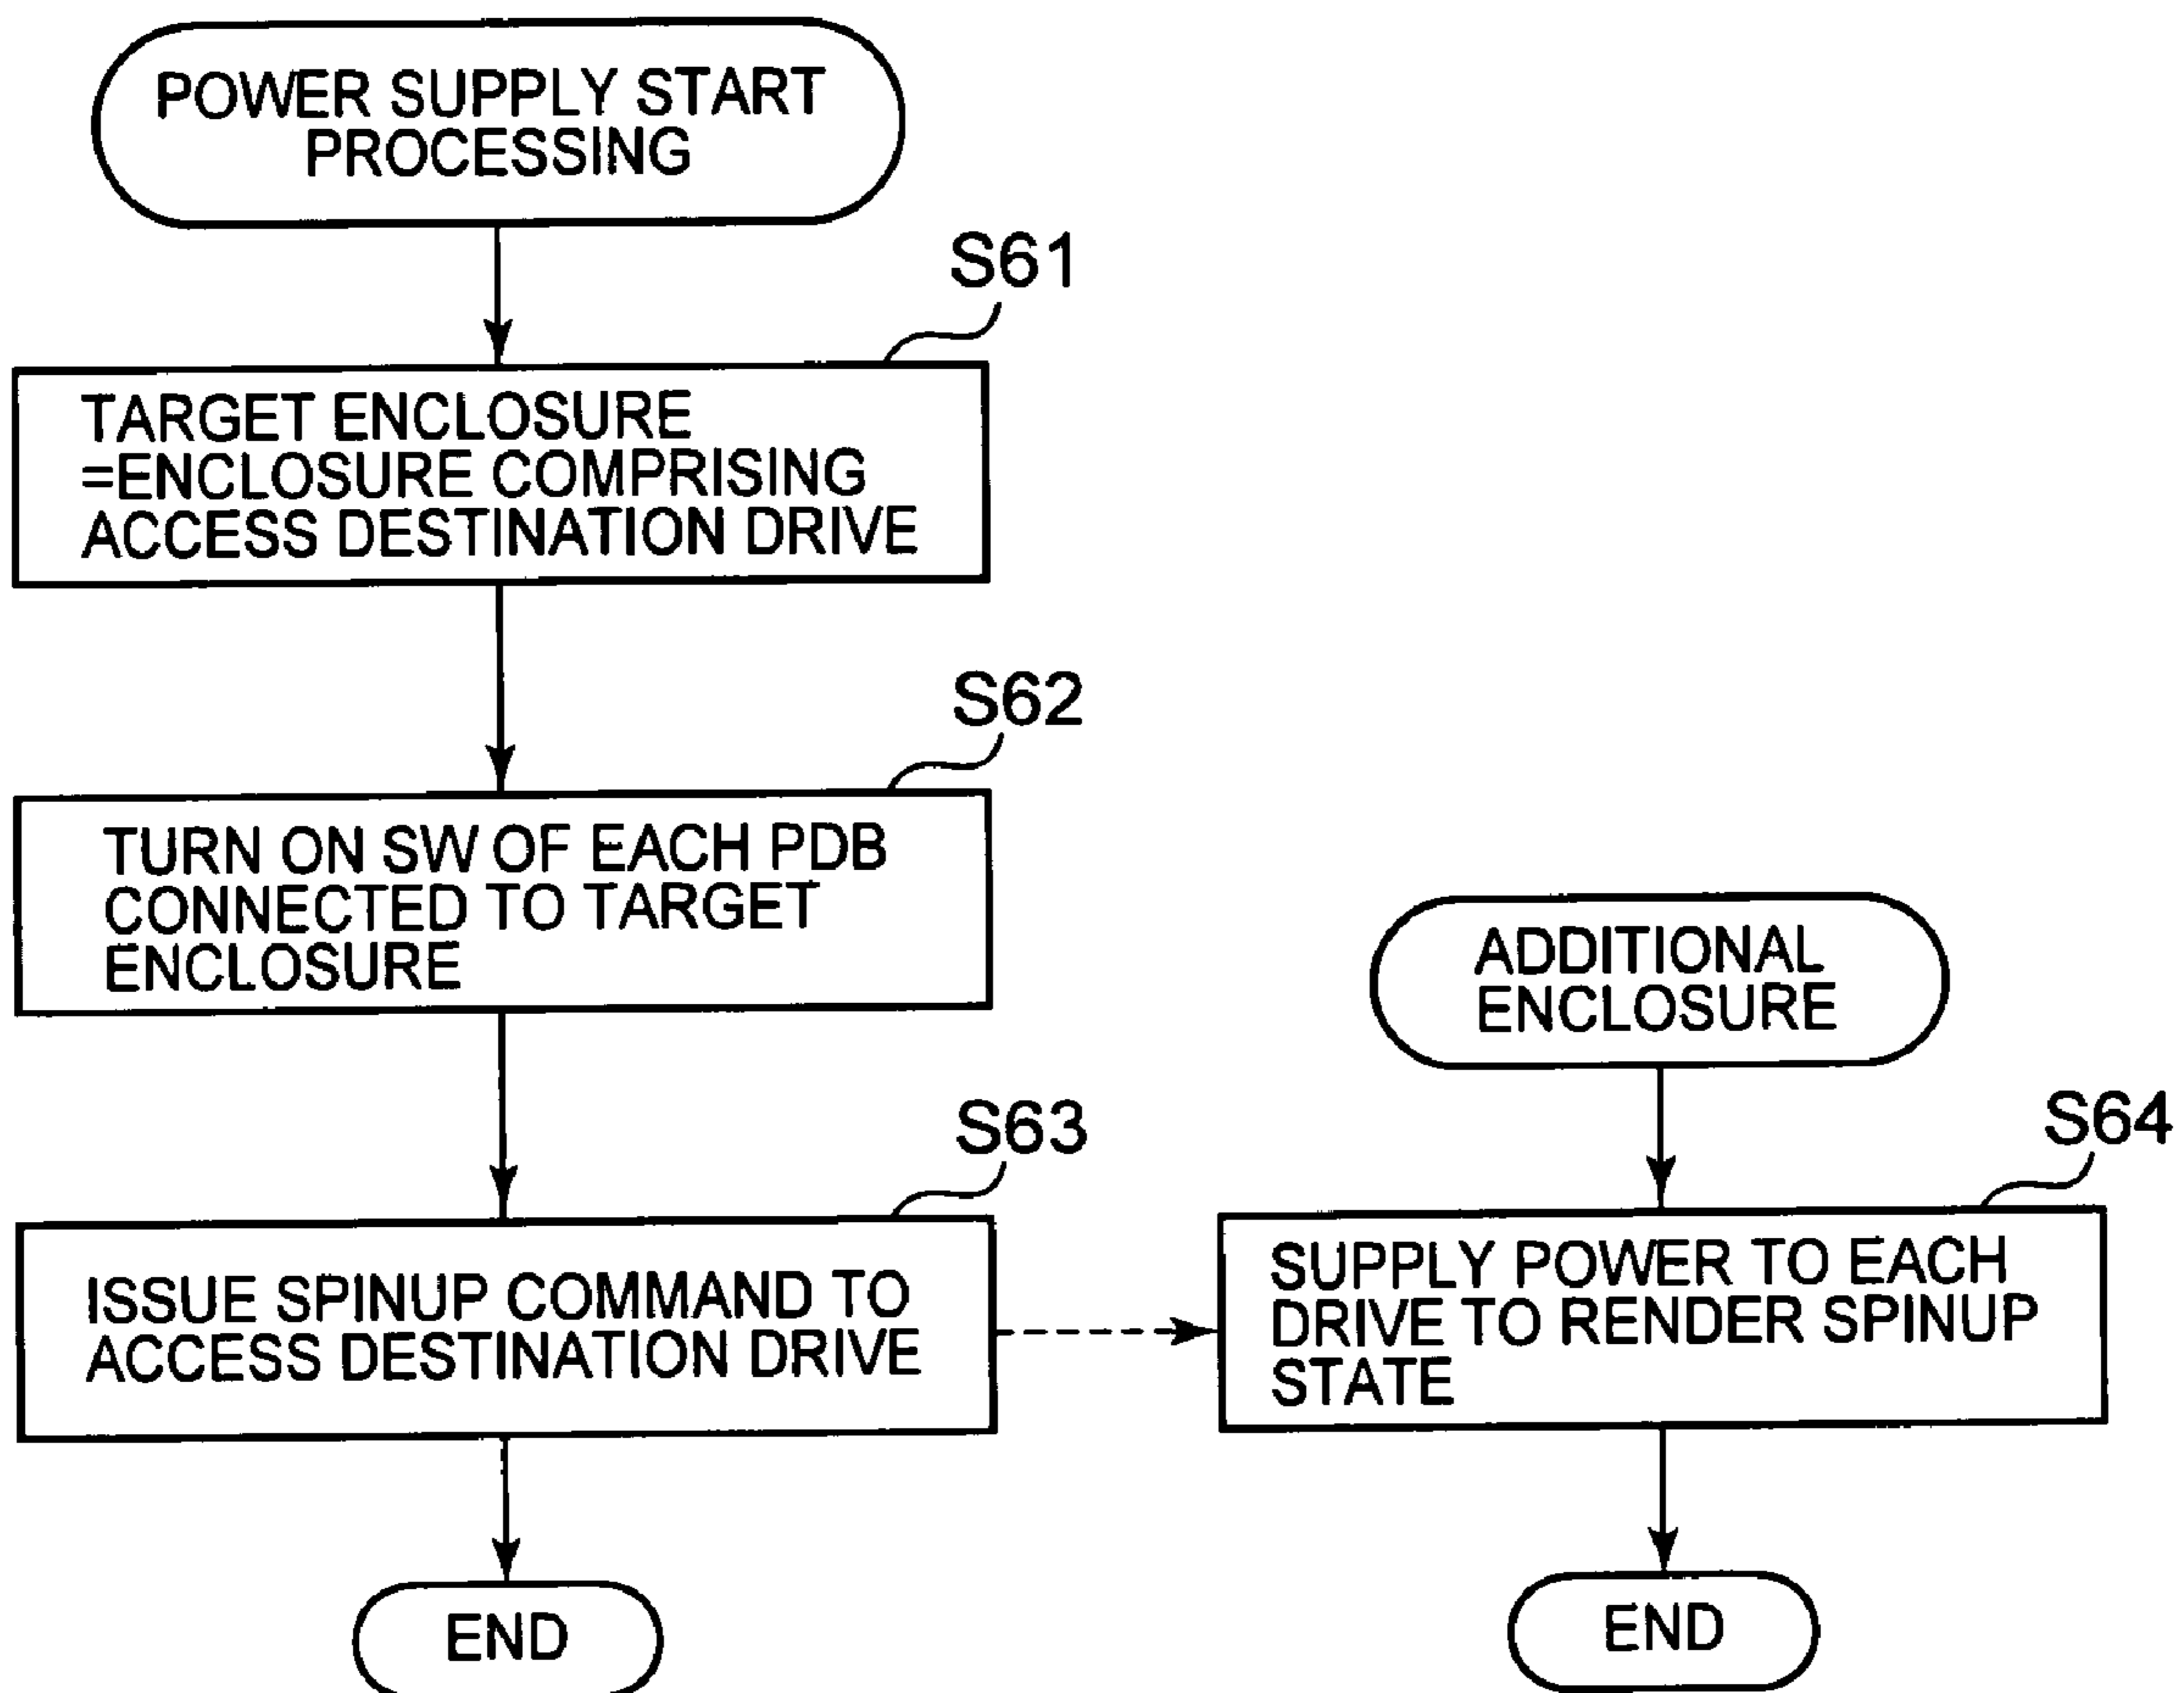 POWER SUPPLY START
PROCESSING
S61
TARGET ENCLOSURE
=ENCLOSURE COMPRISING
ACCESS DESTINATION DRIVE
S62
TURN ON SW OF EACH PDB
CONNECTED TO TARGET
ENCLOSURE
S63
ISSUE SPINUP COMMAND TO
ACCESS DESTINATION DRIVE
END
ADDITIONAL
ENCLOSURE
S64
SUPPLY POWER TO EACH
DRIVE TO RENDER SPINUP
STATE
END